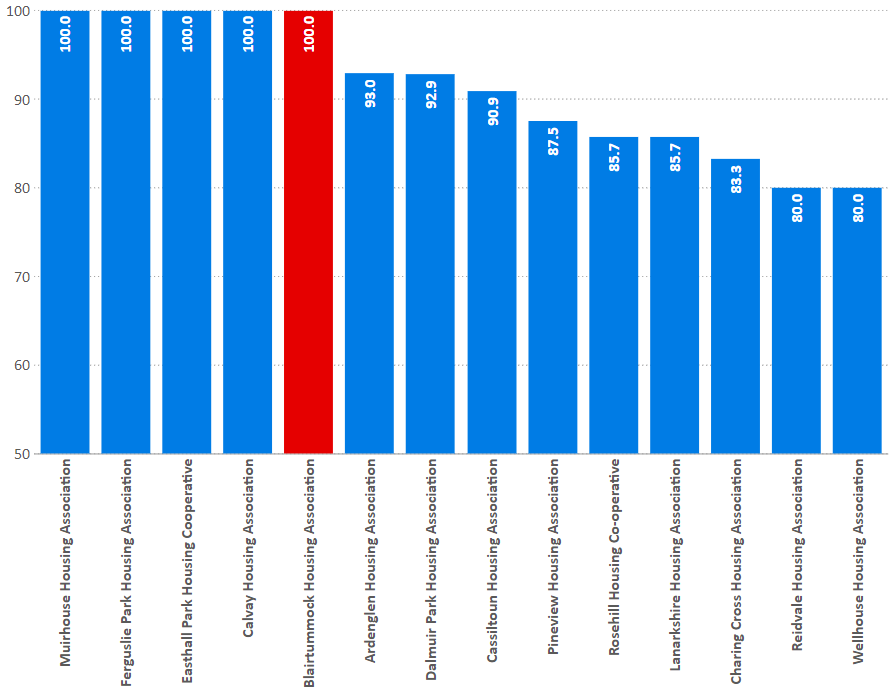 100
90
80
70
60
50
100.0
100.0
100.0
100.0
100.0
93.0
92.9
90.9
87.5
85.7
85.7
83.3
80.0
80.0
Muirhouse Housing Association
Ferguslie Park Housing Association
Easthall Park Housing Cooperative
Calvay Housing Association
Blairtummock Housing Association
Ardenglen Housing Association
Dalmuir Park Housing Association
Cassiltoun Housing Association
Pineview Housing Association
Rosehill Housing Co-operative
Lanarkshire Housing Association
Charing Cross Housing Association
Reidvale Housing Association
Wellhouse Housing Association